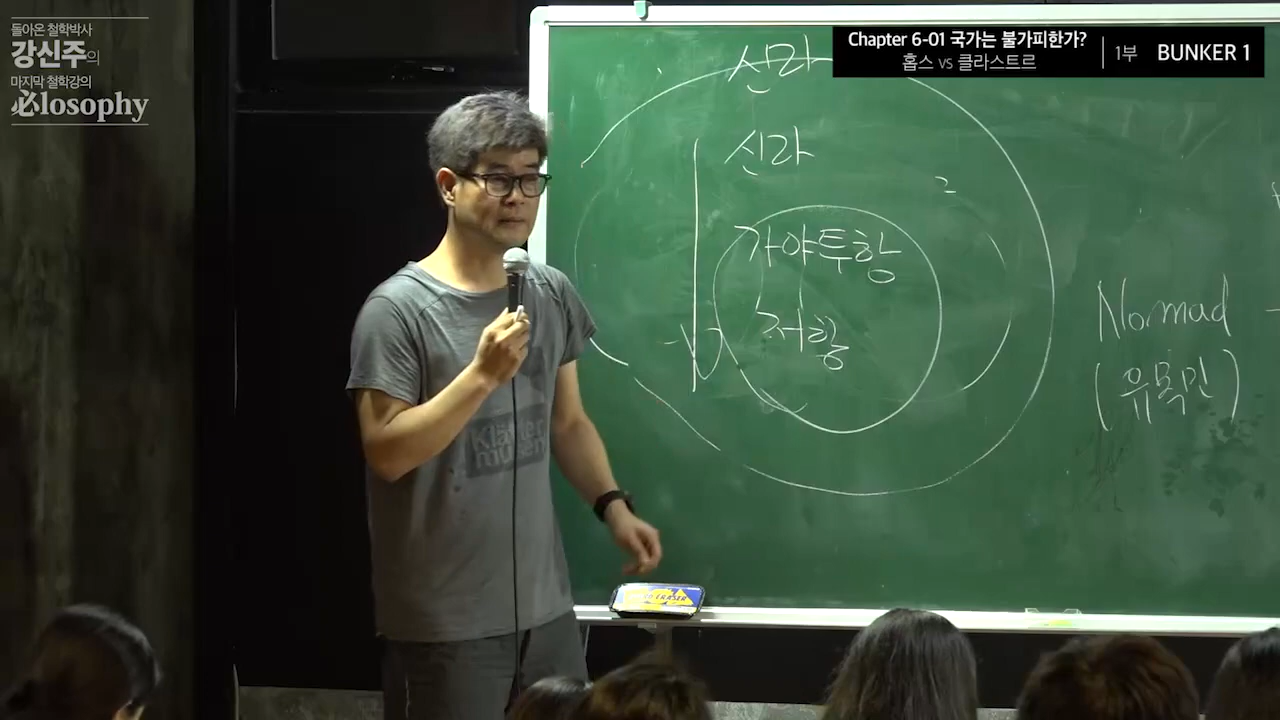 돌아온 철학박사
강신주의
마지막 철학강의
必losophy
Chapter 6-01 국가는 불가피한가?
홉스 vs 클라스트르
1부
BUNKER 1
신라
신라
가야투항
저항
Nomad
(유목민)
Klätter
musen
ERASER